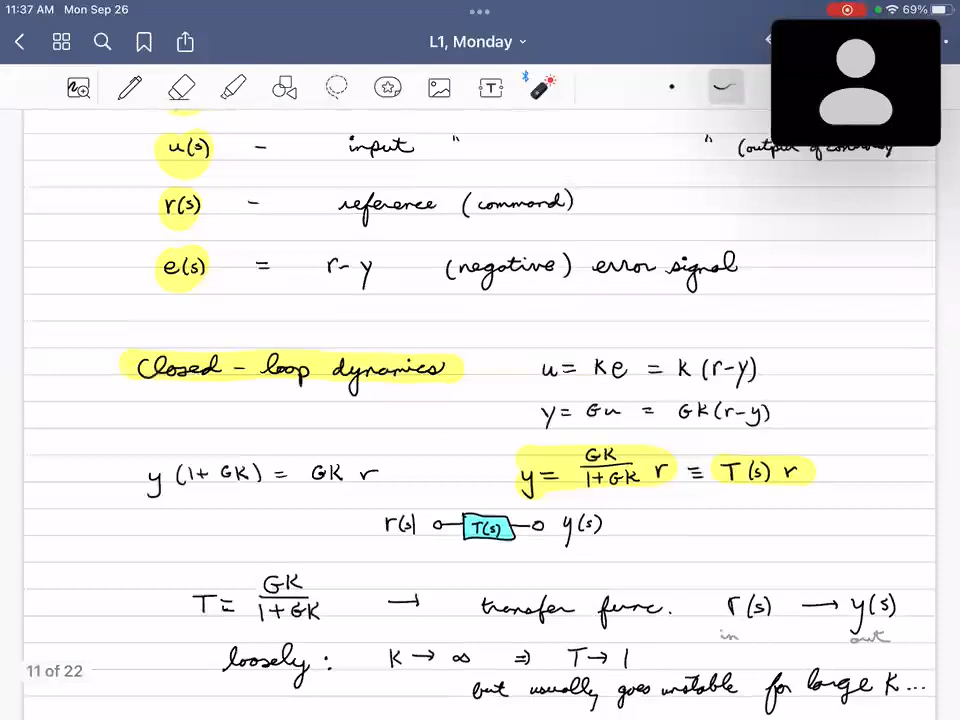 11:37 AM Mon Sep 26
69%
L1, Monday
u(s) - input " " (output of
r(s) - reference (command)
e(s) = r-y (negative) error signal
Closed-loop dynamics
u = Ke = K(r-y)
y = Gu = GK(r-y)
y(1+GK) = GK r
y = GK/1+GK r ≡ T(s) r
r(s) T(s) y(s)
T = GK/1+GK → transfer func. r(s) → y(s)
in out
loosely: K → ∞ ⇒ T → 1
but usually goes unstable for large K...
11 of 22